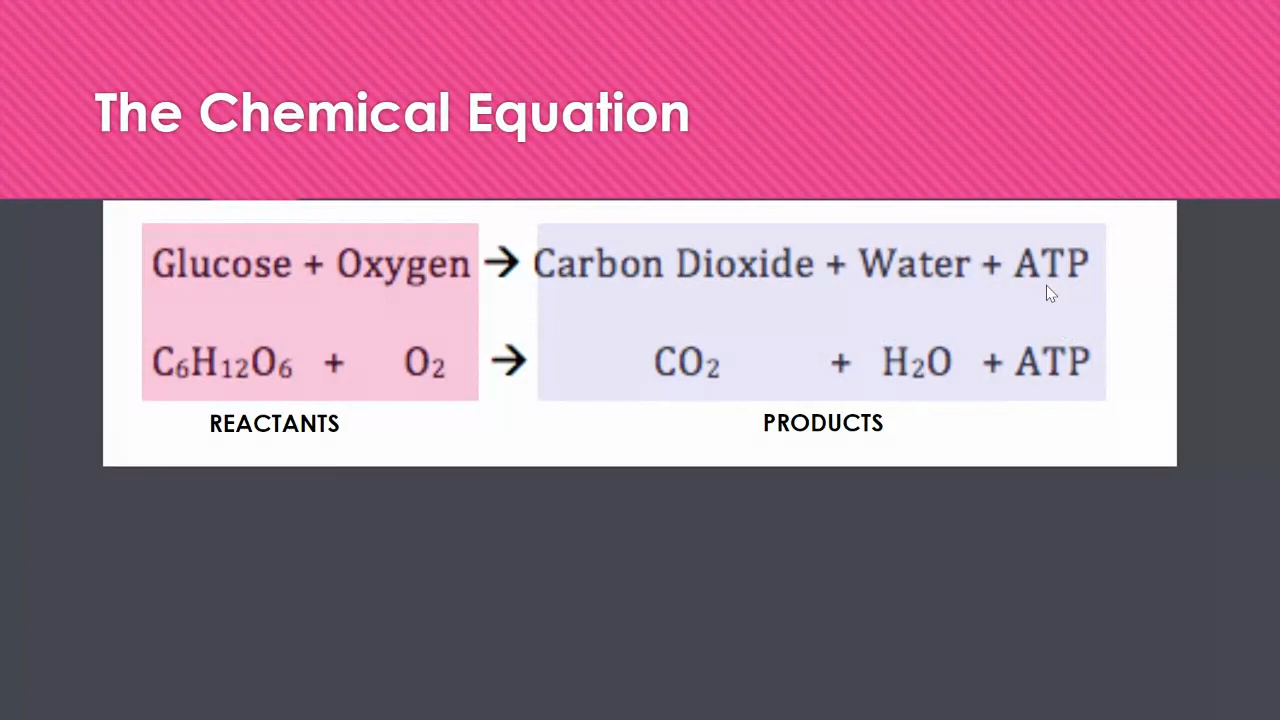 The Chemical Equation
Glucose + Oxygen → Carbon Dioxide + Water + ATP
C₆H₁₂O₆ + O₂ → CO₂ + H₂O + ATP
REACTANTS PRODUCTS